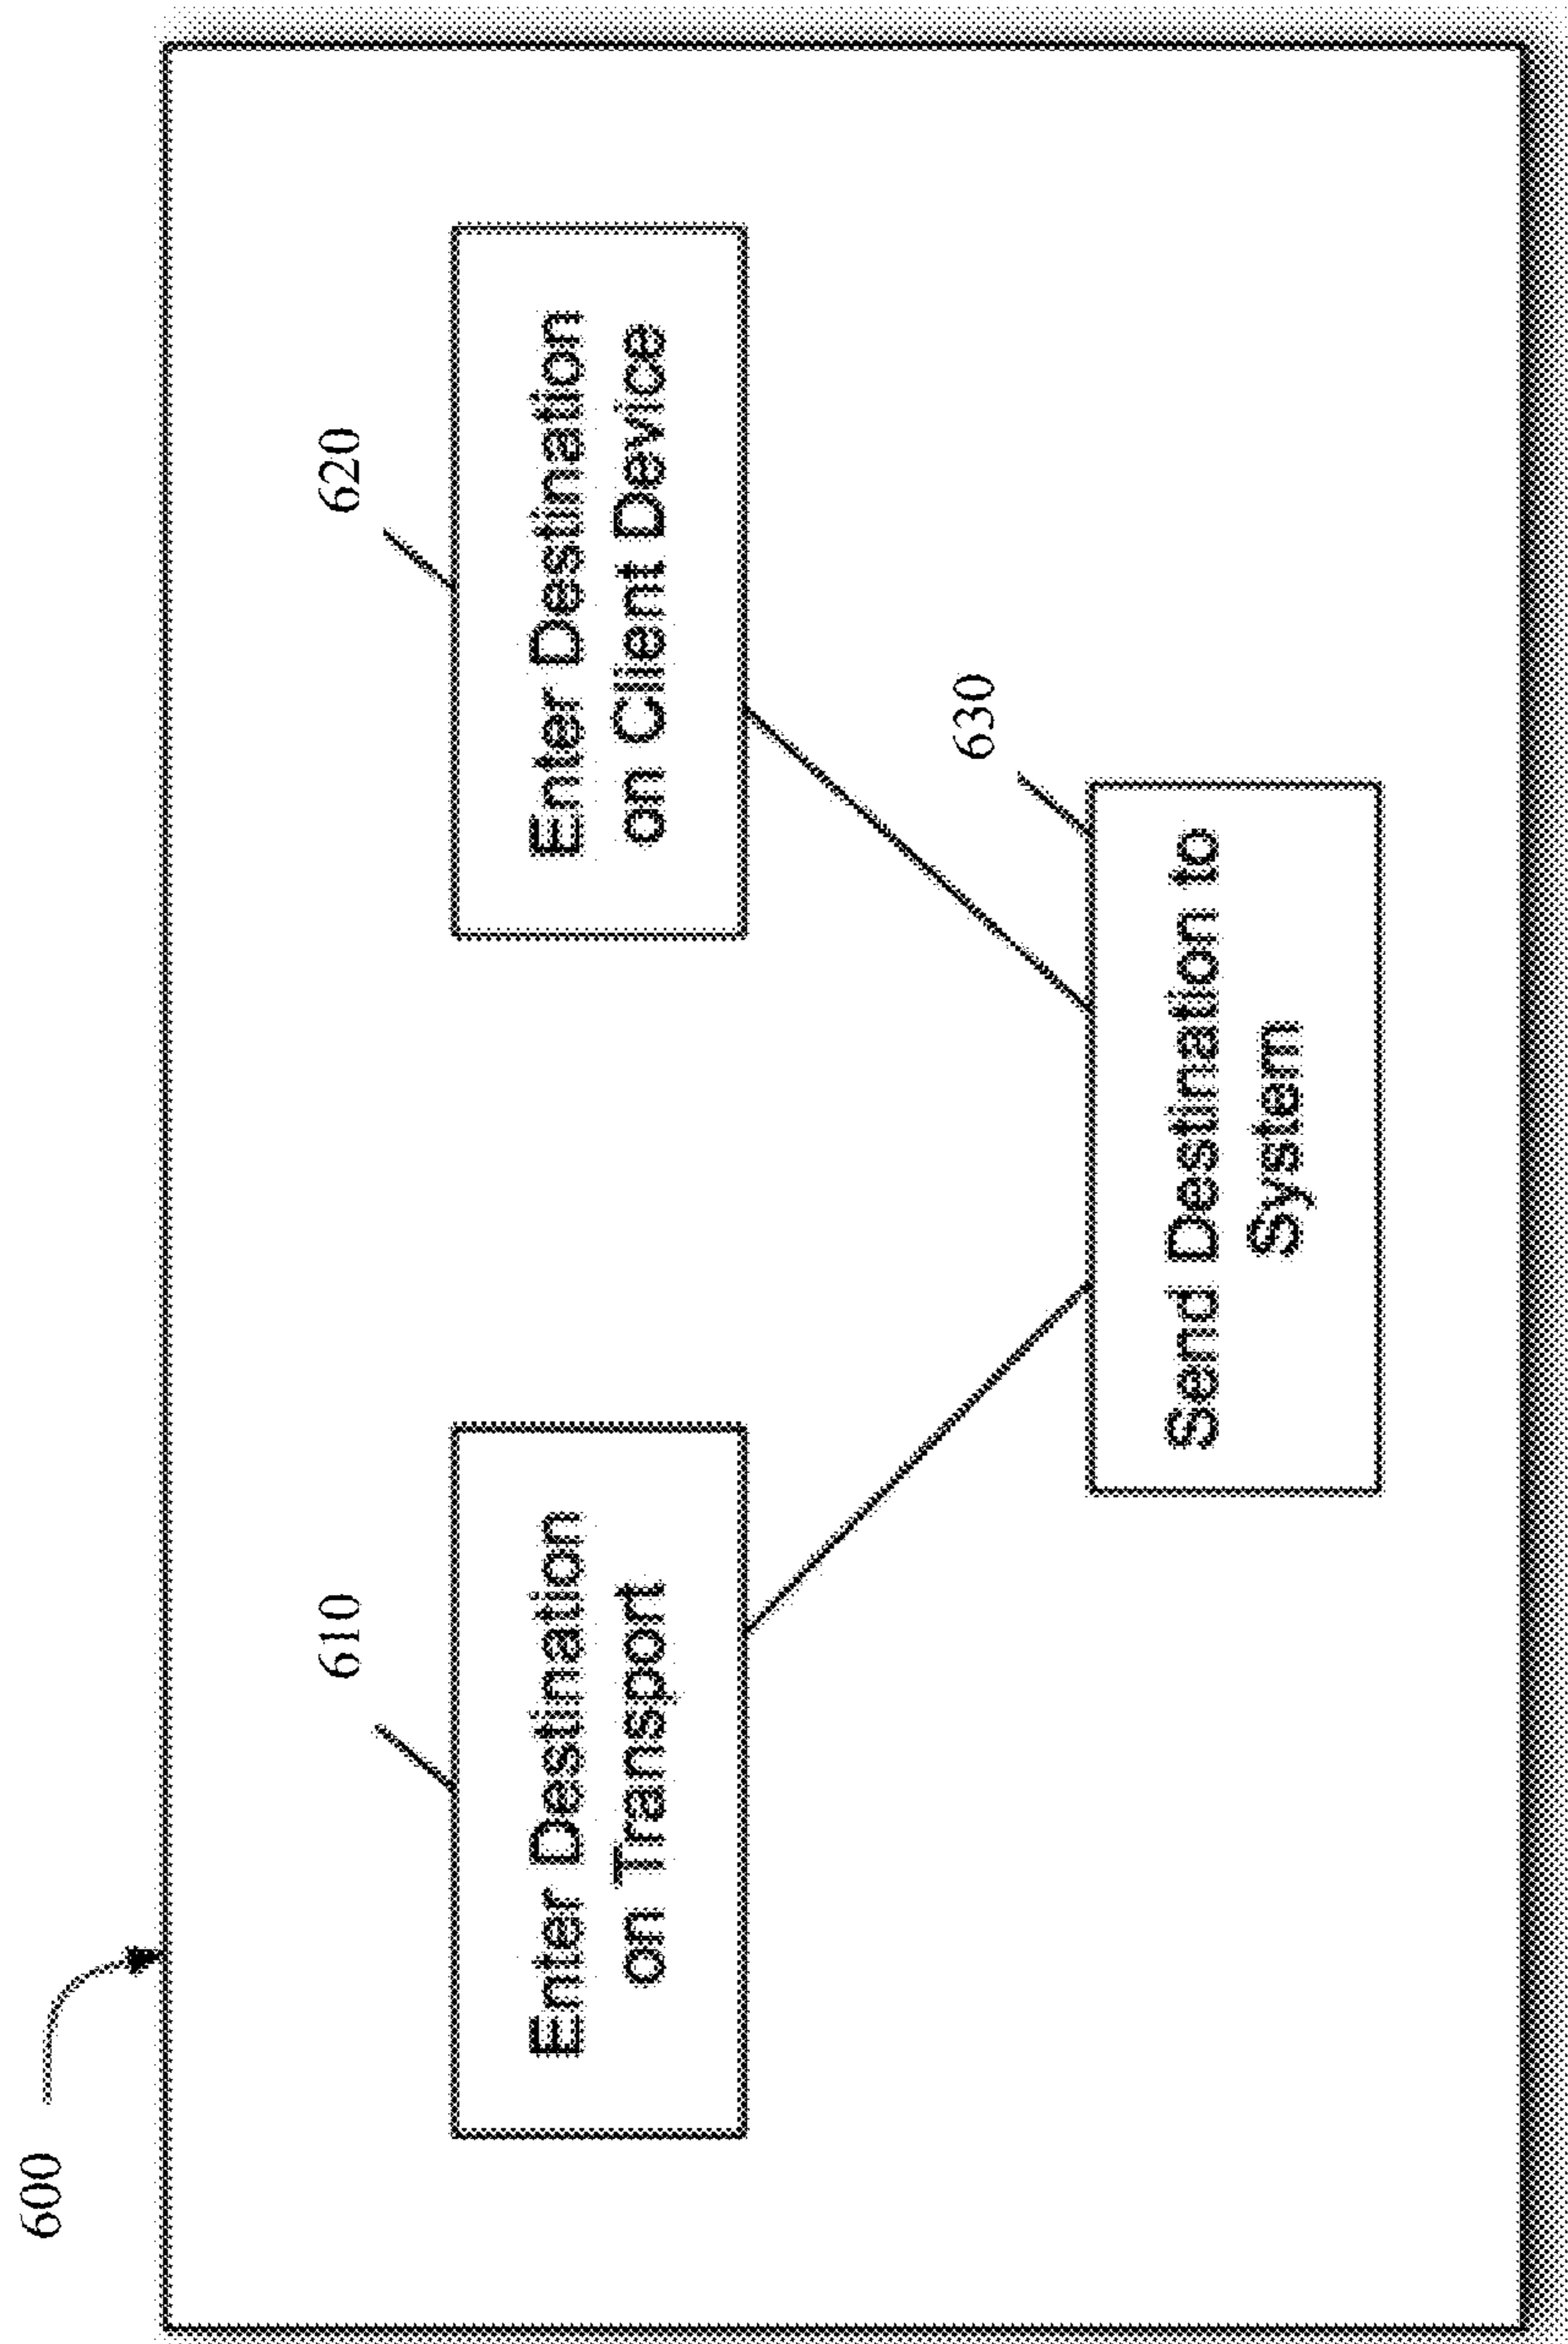 600
610
Enter Destination
on Transport
620
Enter Destination
on Client Device
630
Send Destination to
System